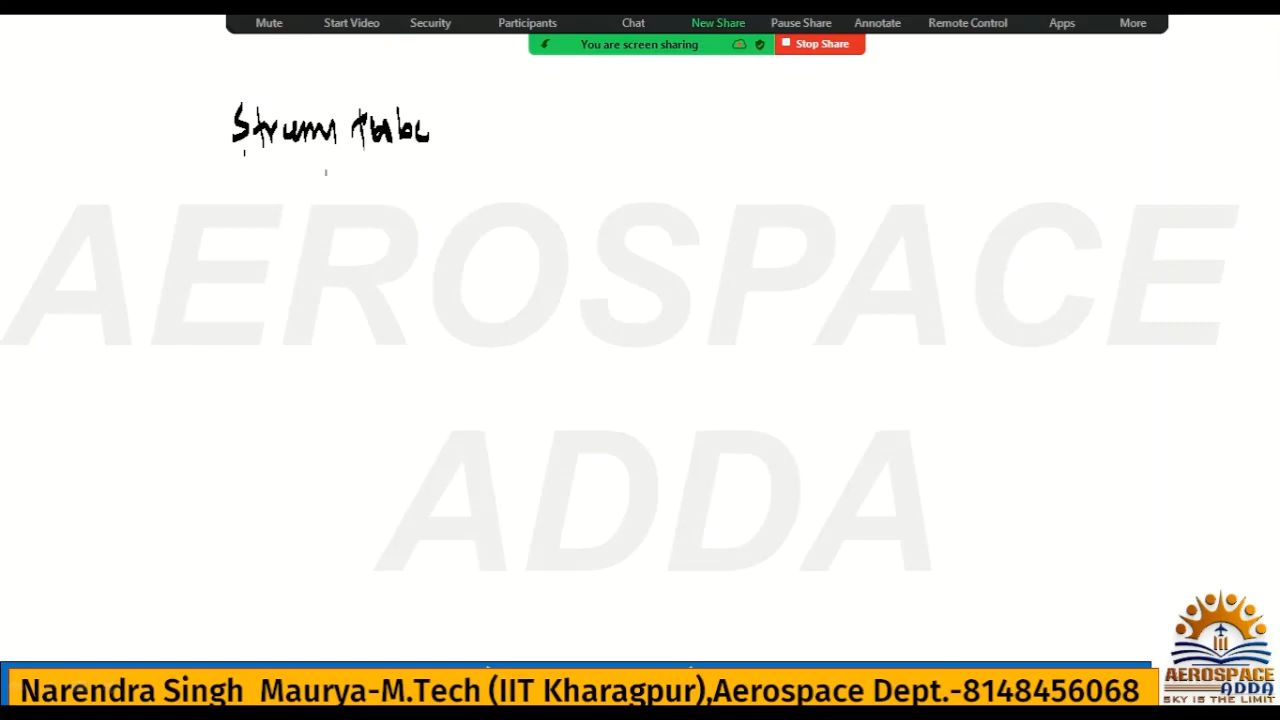 Mute Start Video Security Participants Chat New Share Pause Share Annotate Remote Control Apps More
You are screen sharing Stop Share
Strum tube
AEROSPACE
ADDA
Narendra Singh Maurya-M.Tech (IIT Kharagpur),Aerospace Dept.-8148456068
AEROSPACE
ADDA
SKY IS THE LIMIT